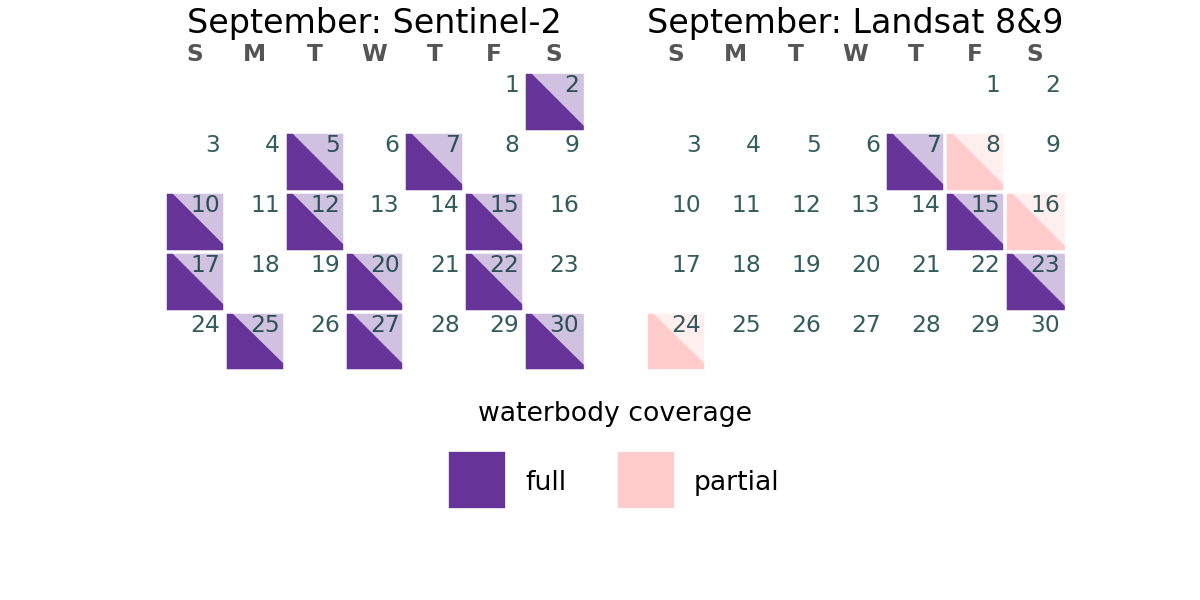 September: Sentinel-2
S M T W T F S
1 2
3 4 5 6 7 8 9
10 11 12 13 14 15 16
17 18 19 20 21 22 23
24 25 26 27 28 29 30
September: Landsat 8&9
S M T W T F S
1 2
3 4 5 6 7 8 9
10 11 12 13 14 15 16
17 18 19 20 21 22 23
24 25 26 27 28 29 30
waterbody coverage
full
partial